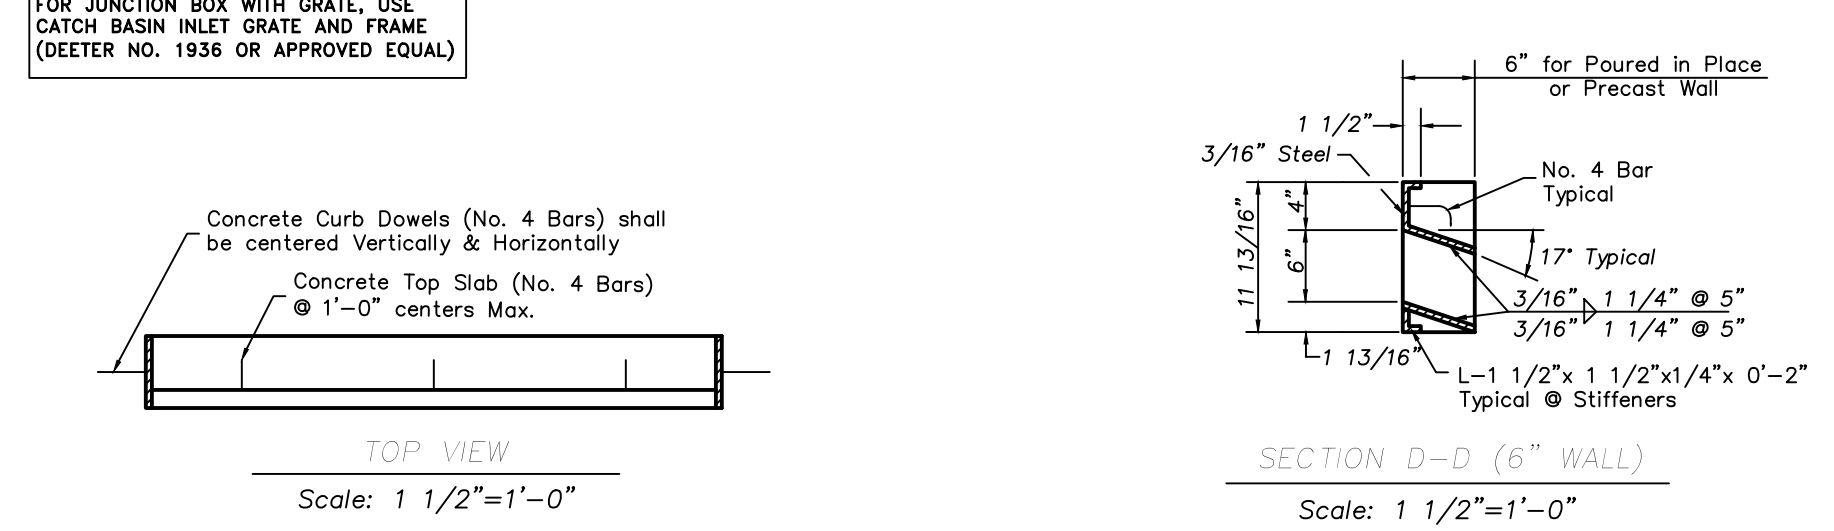 FOR JUNCTION BOX WITH GRATE, USE
CATCH BASIN INLET GRATE AND FRAME
(DEETER NO. 1936 OR APPROVED EQUAL)
Concrete Curb Dowels (No. 4 Bars) shall
be centered Vertically & Horizontally
Concrete Top Slab (No. 4 Bars)
@ 1'-0" centers Max.
TOP VIEW
Scale: 1 1/2"=1'-0"
6" for Poured in Place
or Precast Wall
1 1/2"
3/16" Steel
No. 4 Bar
Typical
4"
11 13/16"
6"
17° Typical
3/16" 1 1/4" @ 5"
3/16" 1 1/4" @ 5"
1 13/16"
L-1 1/2"x 1 1/2"x1/4"x 0'-2"
Typical @ Stiffeners
SECTION D-D (6" WALL)
Scale: 1 1/2"=1'-0"